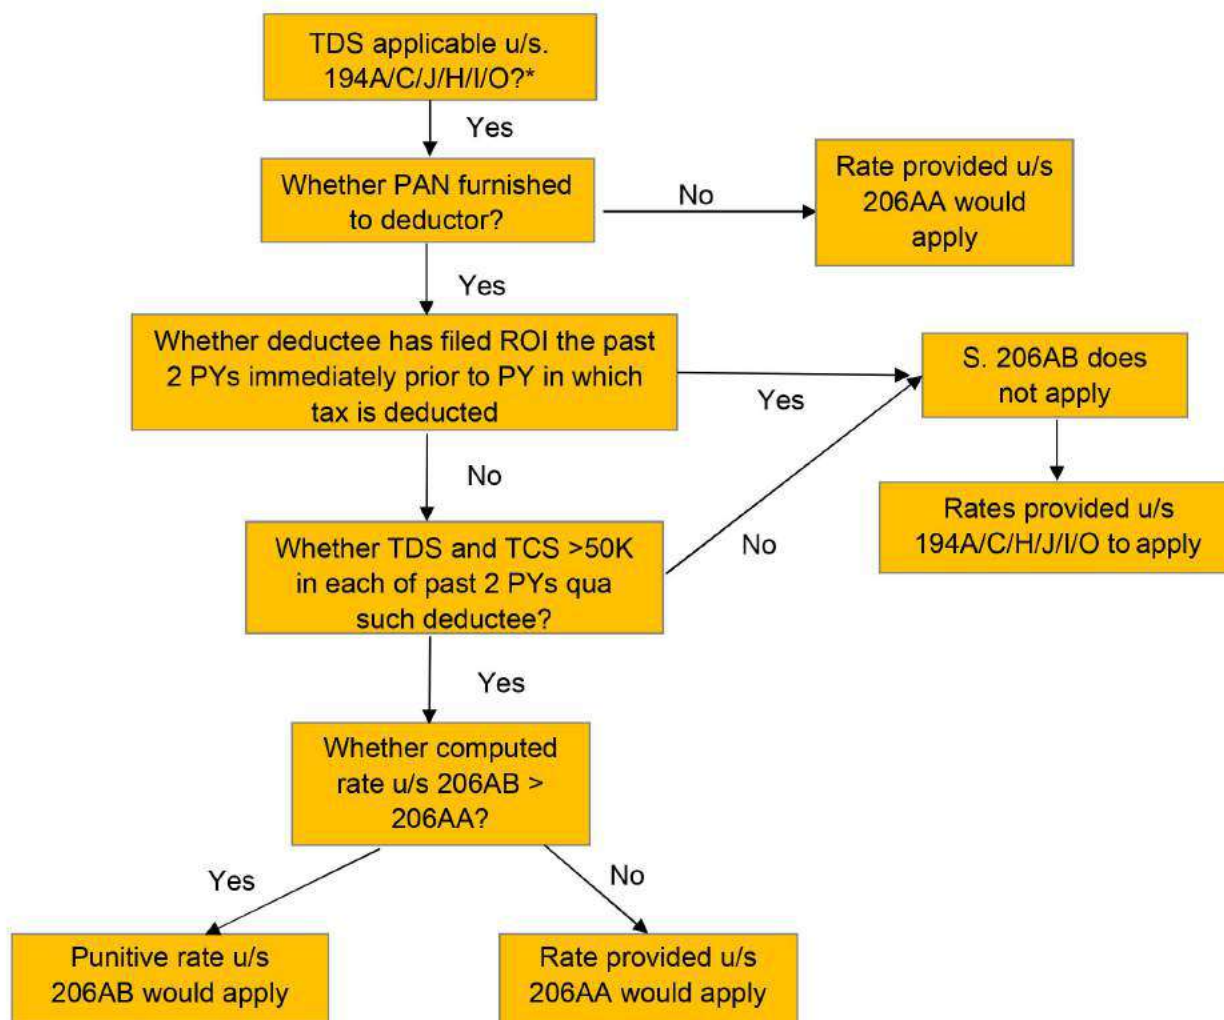 TDS applicable u/s.
194A/C/J/H/I/O?*
Yes
Whether PAN furnished
to deductor?
No
Rate provided u/s
206AA would
apply
Yes
Whether deductee has filed ROI the past
2 PYs immediately prior to PY in which
tax is deducted
Yes
S. 206AB does
not apply
No
Rates provided u/s
194A/C/H/J/I/O to apply
Whether TDS and TCS >50K
in each of past 2 PYs qua
such deductee?
No
Yes
Whether computed
rate u/s 206AB >
206AA?
Yes
No
Punitive rate u/s
206AB would apply
Rate provided u/s
206AA would apply